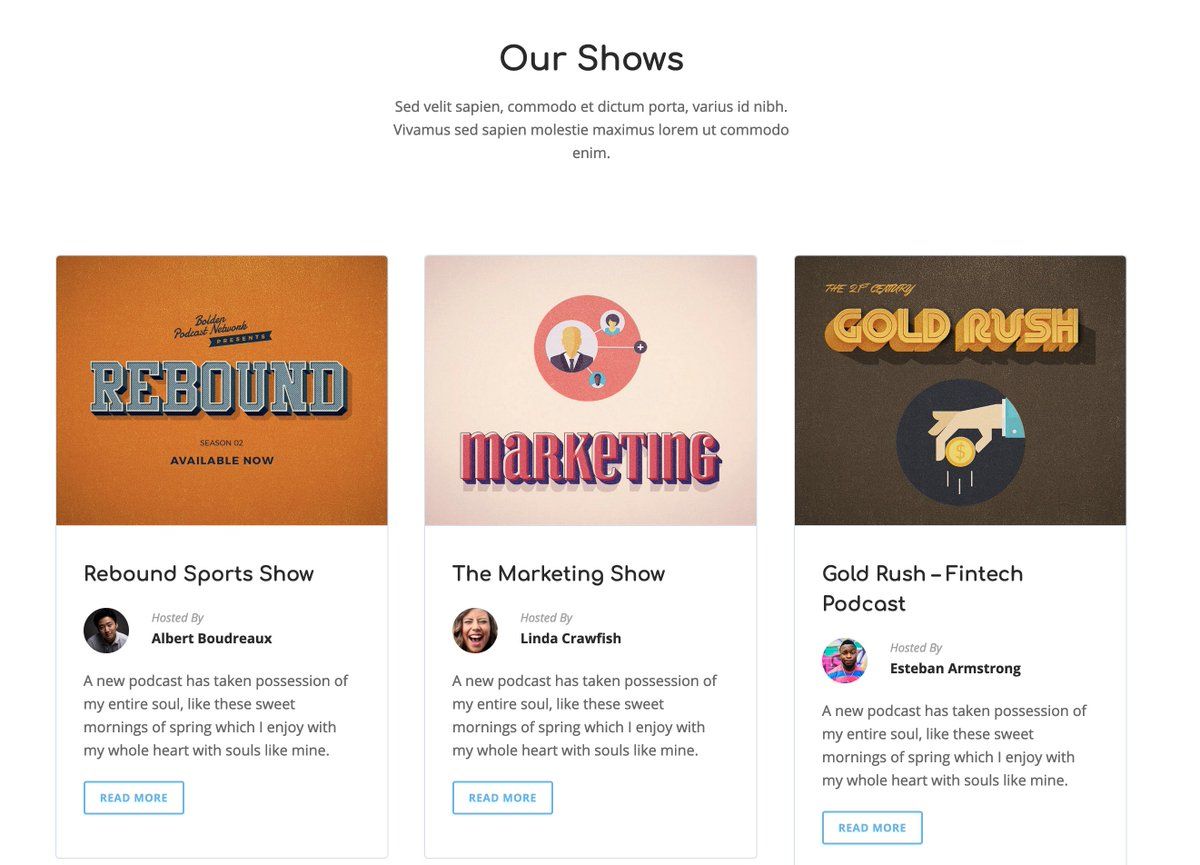 Our Shows
Sed velit sapien, commodo et dictum porta, varius id nibh.
Vivamus sed sapien molestie maximus lorem ut commodo
enim.
Bolden
Podcast Network
PRESENTS
REBOUND
SEASON 02
AVAILABLE NOW
Rebound Sports Show
Hosted By
Albert Boudreaux
A new podcast has taken possession of
my entire soul, like these sweet
mornings of spring which I enjoy with
my whole heart with souls like mine.
READ MORE
MARKETING
The Marketing Show
Hosted By
Linda Crawfish
A new podcast has taken possession of
my entire soul, like these sweet
mornings of spring which I enjoy with
my whole heart with souls like mine.
READ MORE
THE 21ST CENTURY
GOLD RUSH
$
Gold Rush – Fintech
Podcast
Hosted By
Esteban Armstrong
A new podcast has taken possession of
my entire soul, like these sweet
mornings of spring which I enjoy with
my whole heart with souls like mine.
READ MORE